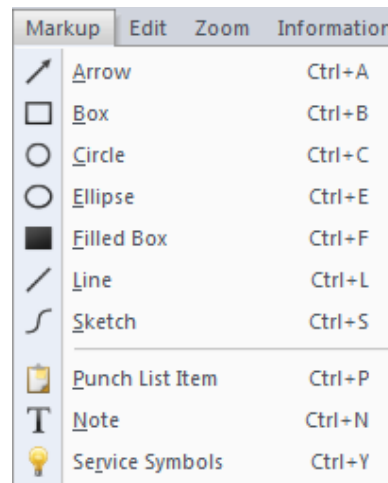 Markup Edit Zoom Information
Arrow Ctrl+A
Box Ctrl+B
Circle Ctrl+C
Ellipse Ctrl+E
Filled Box Ctrl+F
Line Ctrl+L
Sketch Ctrl+S
Punch List Item Ctrl+P
T Note Ctrl+N
Service Symbols Ctrl+Y